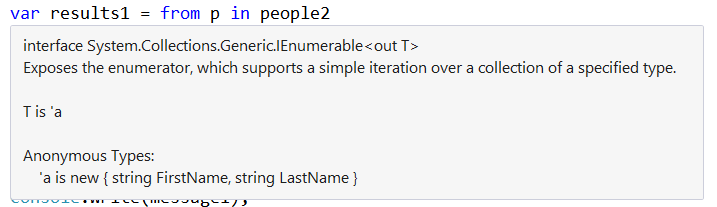 var results1 = from p in people2
interface System.Collections.Generic.IEnumerable<out T>
Exposes the enumerator, which supports a simple iteration over a collection of a specified type.
T is 'a
Anonymous Types:
'a is new { string FirstName, string LastName }
Console.Write(message1);